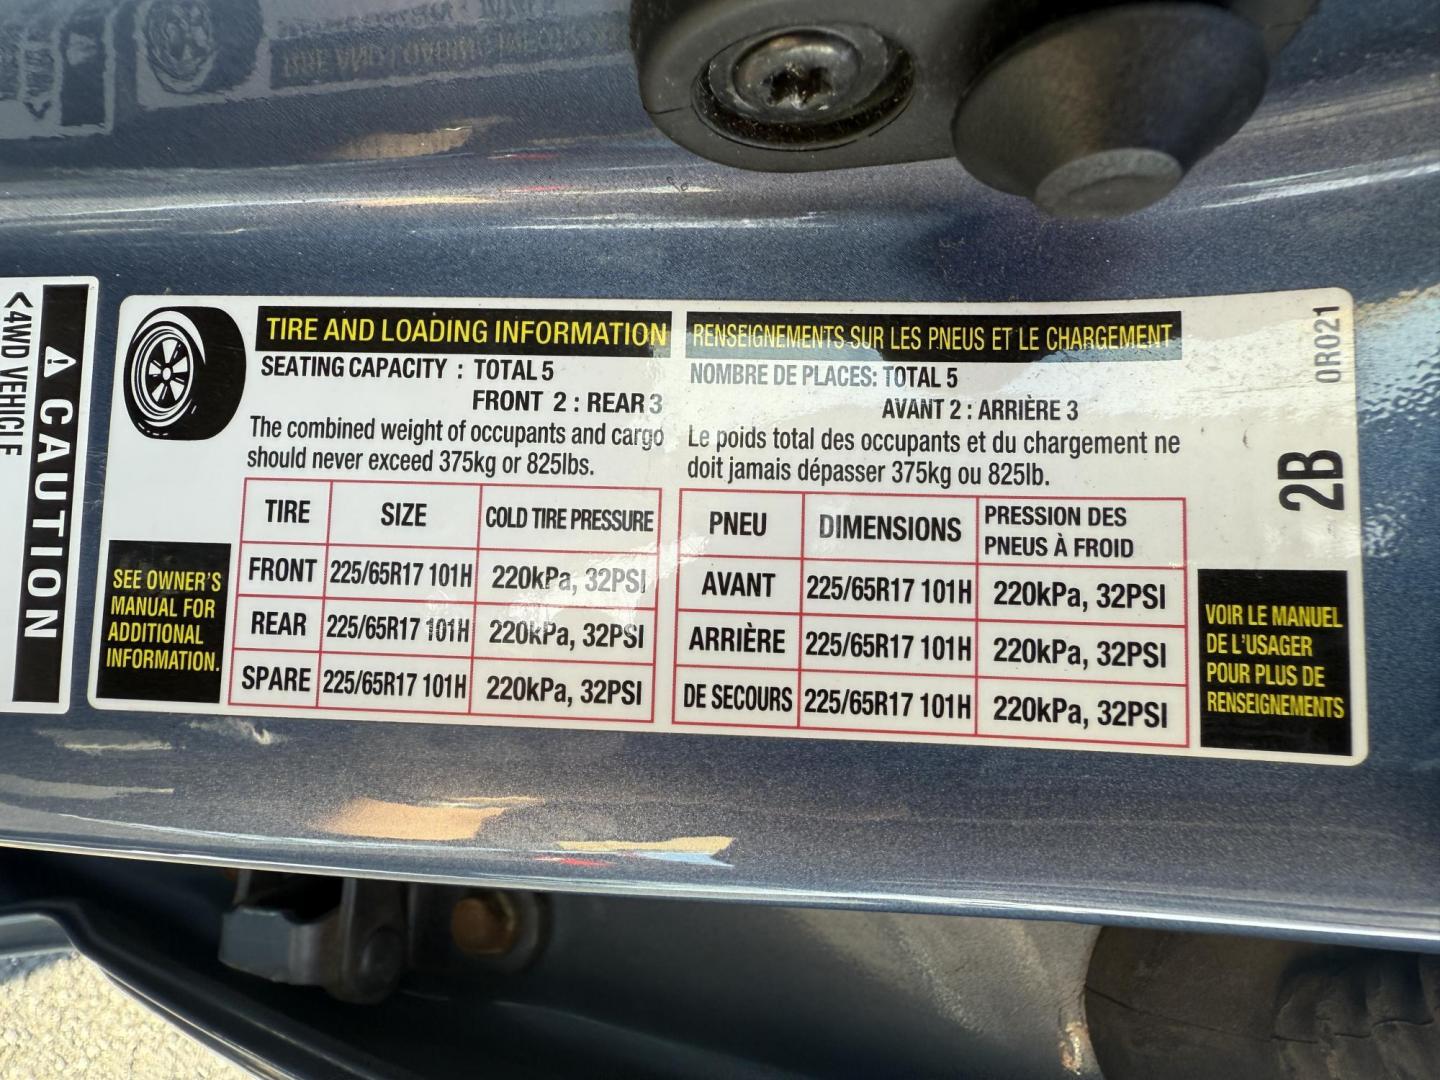 TIRE AND LOADING INFORMATION
SEATING CAPACITY : TOTAL 5
FRONT 2 : REAR 3
The combined weight of occupants and cargo
should never exceed 375kg or 825lbs.
TIRE SIZE COLD TIRE PRESSURE
FRONT 225/65R17 101H 220kPa, 32PSI
REAR 225/65R17 101H 220kPa, 32PSI
SPARE 225/65R17 101H 220kPa, 32PSI
SEE OWNER'S
MANUAL FOR
ADDITIONAL
INFORMATION.
RENSEIGNEMENTS SUR LES PNEUS ET LE CHARGEMENT
NOMBRE DE PLACES: TOTAL 5
AVANT 2 : ARRIÈRE 3
Le poids total des occupants et du chargement ne
doit jamais dépasser 375kg ou 825lb.
PNEU DIMENSIONS PRESSION DES
PNEUS À FROID
AVANT 225/65R17 101H 220kPa, 32PSI
ARRIÈRE 225/65R17 101H 220kPa, 32PSI
DE SECOURS 225/65R17 101H 220kPa, 32PSI
VOIR LE MANUEL
DE L'USAGER
POUR PLUS DE
RENSEIGNEMENTS
0R021
2B
CAUTION
<4WD VEHICLE